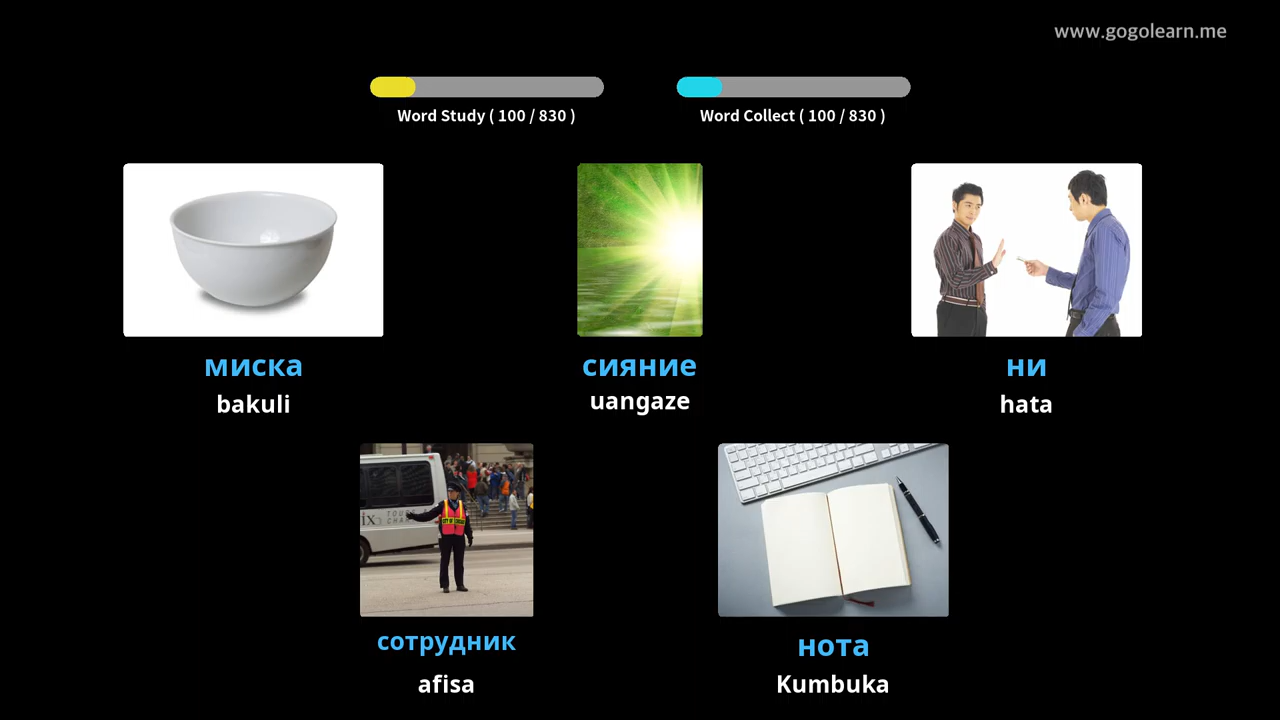 www.gogolearn.me
Word Study ( 100 / 830 )
Word Collect ( 100 / 830 )
миска
bakuli
сияние
uangaze
ни
hata
сотрудник
afisa
нота
Kumbuka